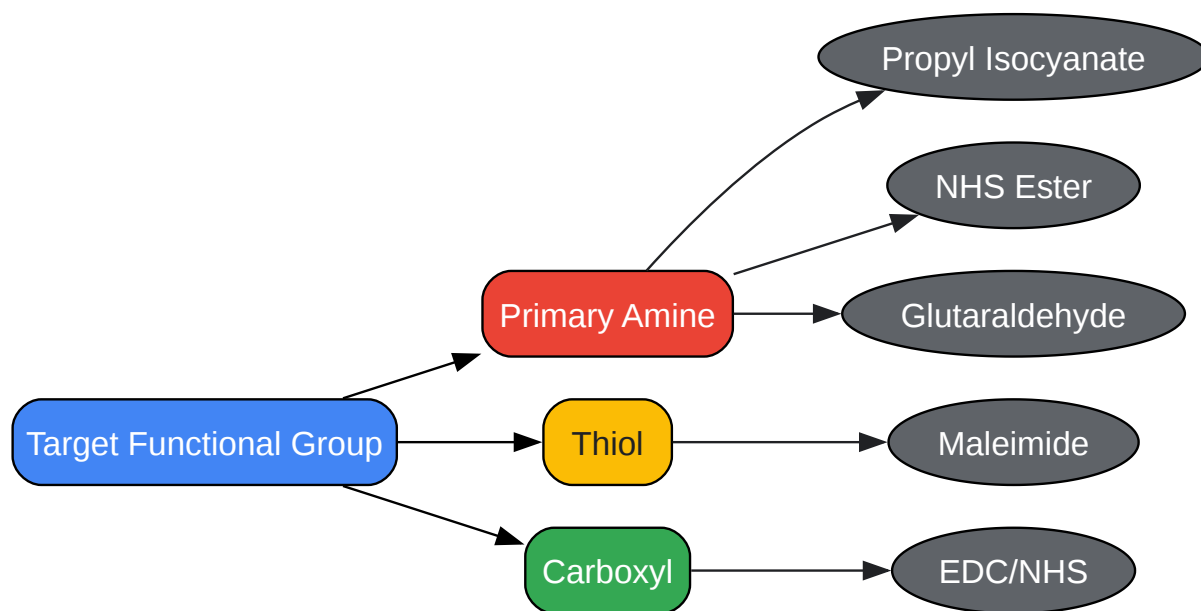 Propyl Isocyanate
NHS Ester
Primary Amine
Glutaraldehyde
Target Functional Group
Thiol
Maleimide
Carboxyl
EDC/NHS